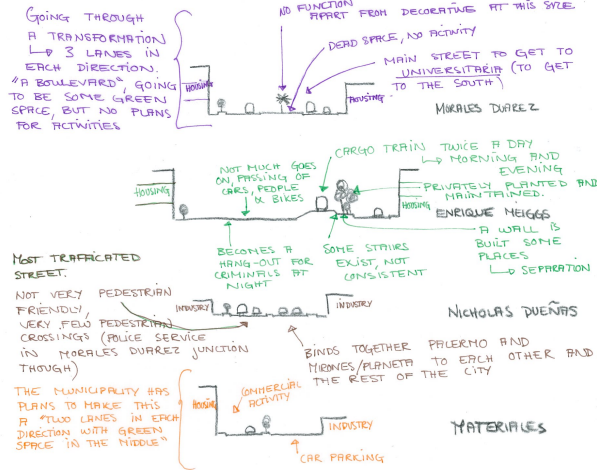 GOING THROUGH
A TRANSFORMATION
↳ 3 LANES IN
EACH DIRECTION.
"A BOULEVARD", GOING
TO BE SOME GREEN
SPACE, BUT NO PLANS
FOR ACTIVITIES
NO FUNCTION
APART FROM DECORATIVE AT THIS SIZE
DEAD SPACE, NO ACTIVITY
MAIN STREET TO GET TO
UNIVERSITARIA (TO GET
TO THE SOUTH)
HOUSING
HOUSING
MORALES DUAREZ
NOT MUCH GOES
ON, PASSING OF
CARS, PEOPLE
& BIKES
CARGO TRAIN TWICE A DAY
↳ MORNING AND
EVENING
PRIVATELY PLANTED AND
MAINTAINED.
HOUSING
HOUSING
ENRIQUE MEIGGS
A WALL IS
BUILT SOME
PLACES
↳ SEPARATION
BECOMES A
HANG-OUT FOR
CRIMINALS AT
NIGHT
SOME STAIRS
EXIST, NOT
CONSISTENT
MOST TRAFFICATED
STREET.
NOT VERY PEDESTRIAN
FRIENDLY,
VERY FEW PEDESTRIAN
CROSSINGS (POLICE SERVICE
IN MORALES DUAREZ JUNCTION
THOUGH)
INDUSTRY
INDUSTRY
NICHOLAS DUEÑAS
BINDS TOGETHER PALERMO AND
MIRONES/PLANETA TO EACH OTHER AND
THE REST OF THE CITY
THE MUNICIPALITY HAS
PLANS TO MAKE THIS
A "TWO LANES IN EACH
DIRECTION WITH GREEN
SPACE IN THE MIDDLE"
HOUSING
COMMERCIAL
ACTIVITY
INDUSTRY
MATERIALES
CAR PARKING